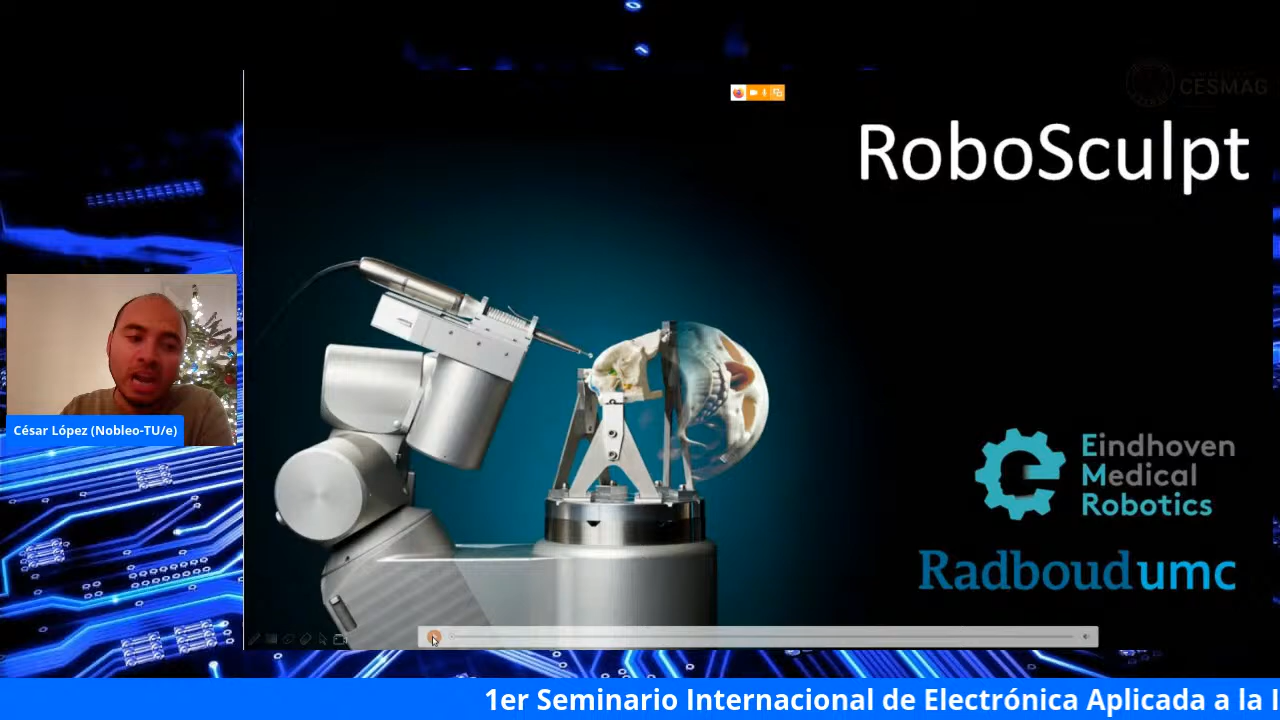 CESMAG
RoboSculpt
César López (Nobleo-TU/e)
Eindhoven
Medical
Robotics
Radboudumc
1er Seminario Internacional de Electrónica Aplicada a la I